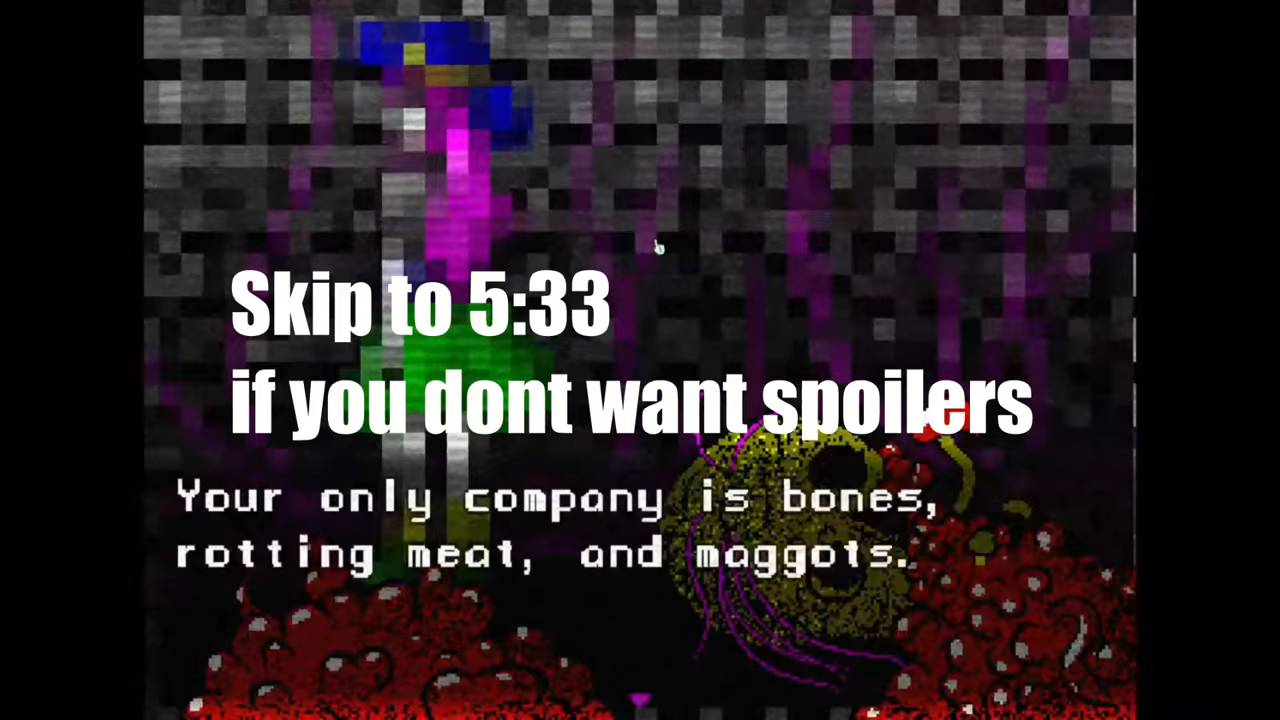 Skip to 5:33
if you dont want spoilers
Your only company is bones,
rotting meat, and maggots.